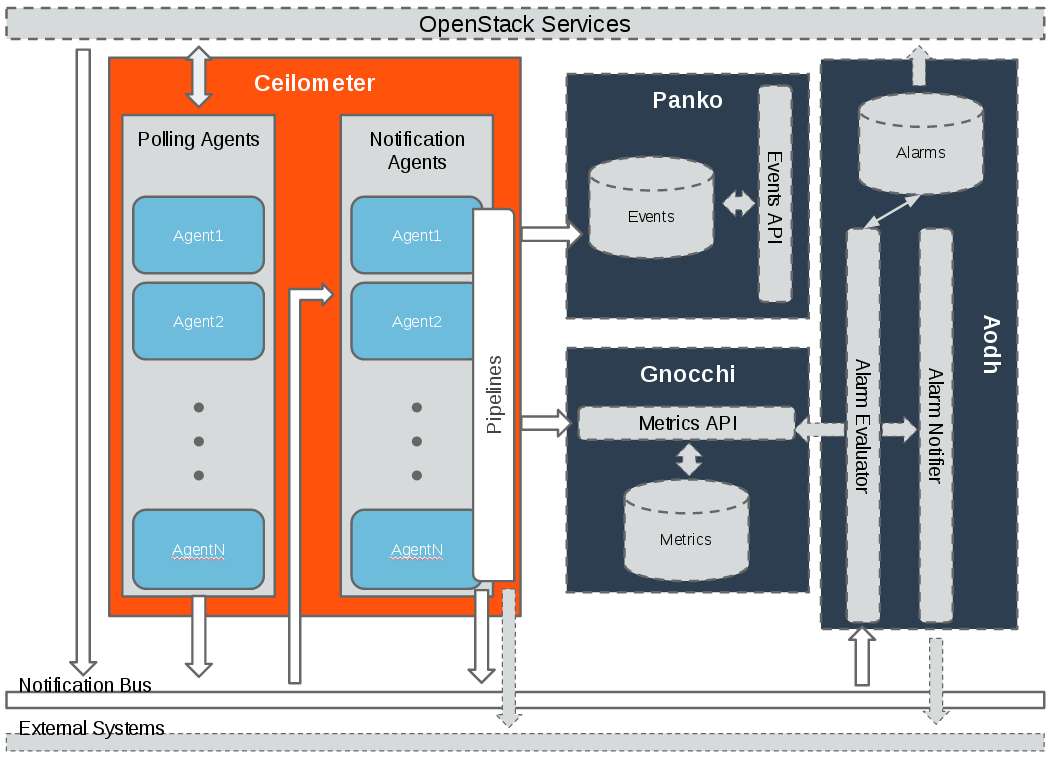 OpenStack Services
Ceilometer
Polling Agents
Agent1
Agent2
AgentN
Notification
Agents
Agent1
Agent2
AgentN
Pipelines
Panko
Events
Events API
Gnocchi
Metrics API
Metrics
Aodh
Alarms
Alarm Evaluator
Alarm Notifier
Notification Bus
External Systems